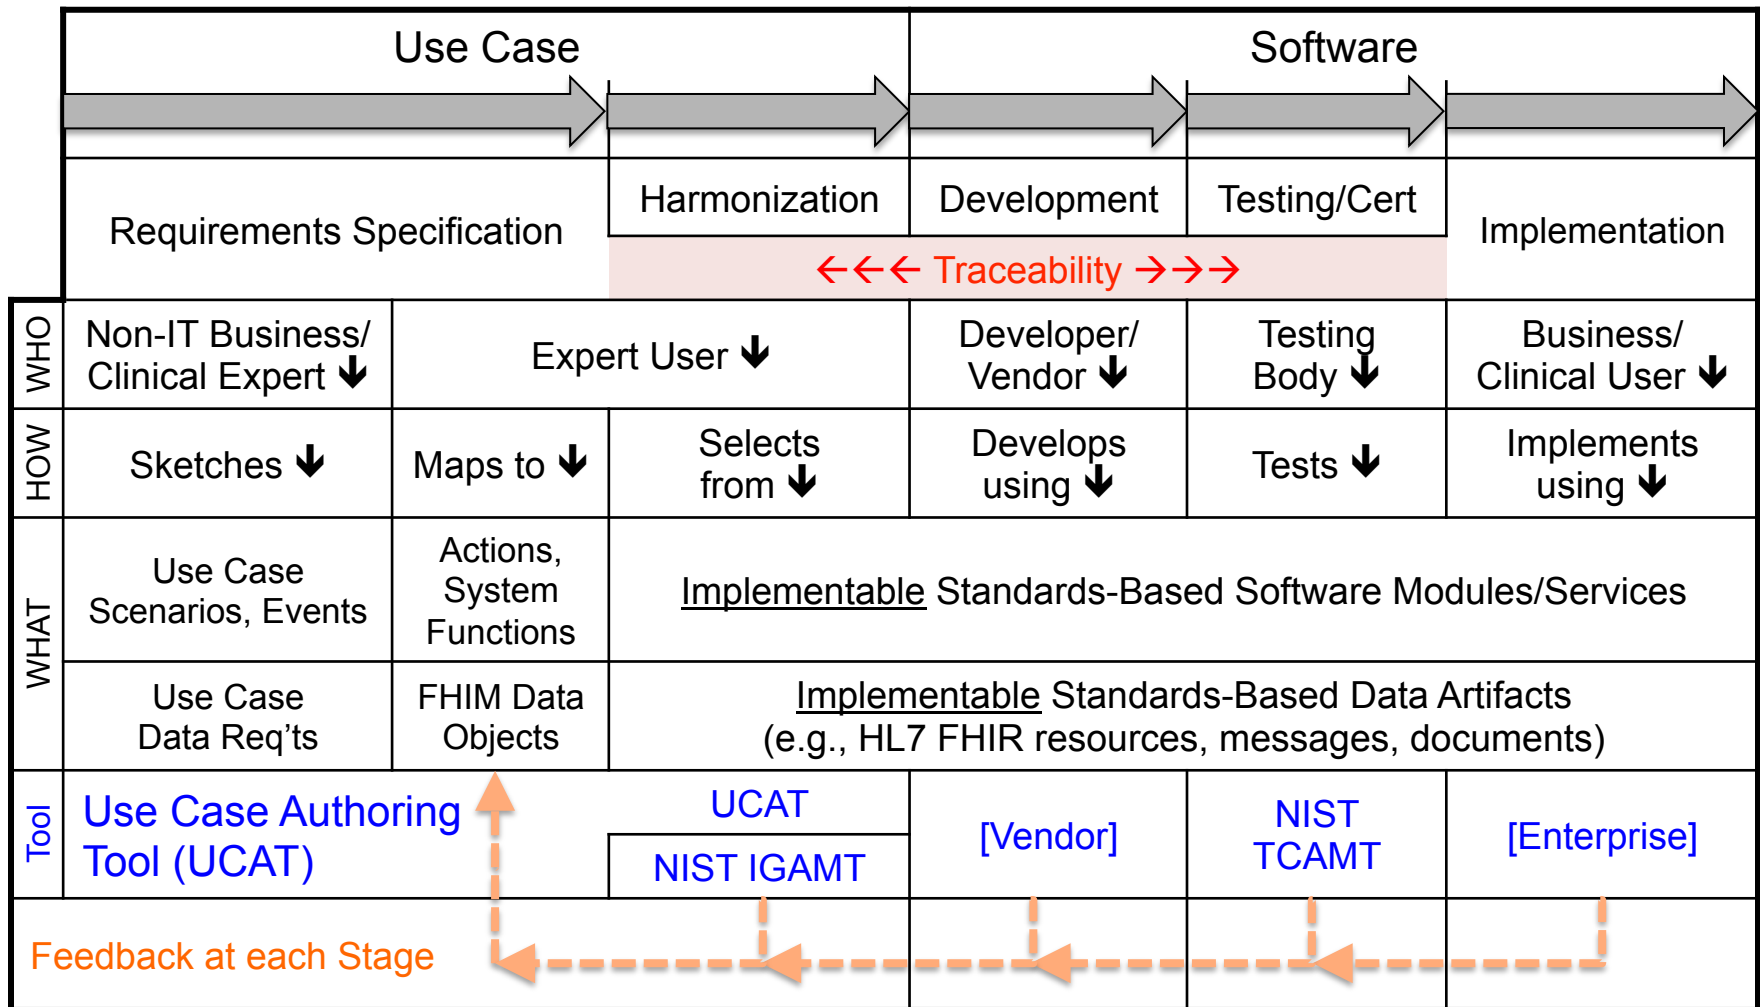 Use Case
Software
Requirements Specification
Harmonization
Development
Testing/Cert
Implementation
←←← Traceability →→→
WHO
Non-IT Business/
Clinical Expert ↓
Expert User ↓
Developer/
Vendor ↓
Testing
Body ↓
Business/
Clinical User ↓
HOW
Sketches ↓
Maps to ↓
Selects
from ↓
Develops
using ↓
Tests ↓
Implements
using ↓
WHAT
Use Case
Scenarios, Events
Actions,
System
Functions
Implementable Standards-Based Software Modules/Services
Use Case
Data Req'ts
FHIM Data
Objects
Implementable Standards-Based Data Artifacts
(e.g., HL7 FHIR resources, messages, documents)
Tool
Use Case Authoring
Tool (UCAT)
UCAT
NIST IGAMT
[Vendor]
NIST
TCAMT
[Enterprise]
Feedback at each Stage